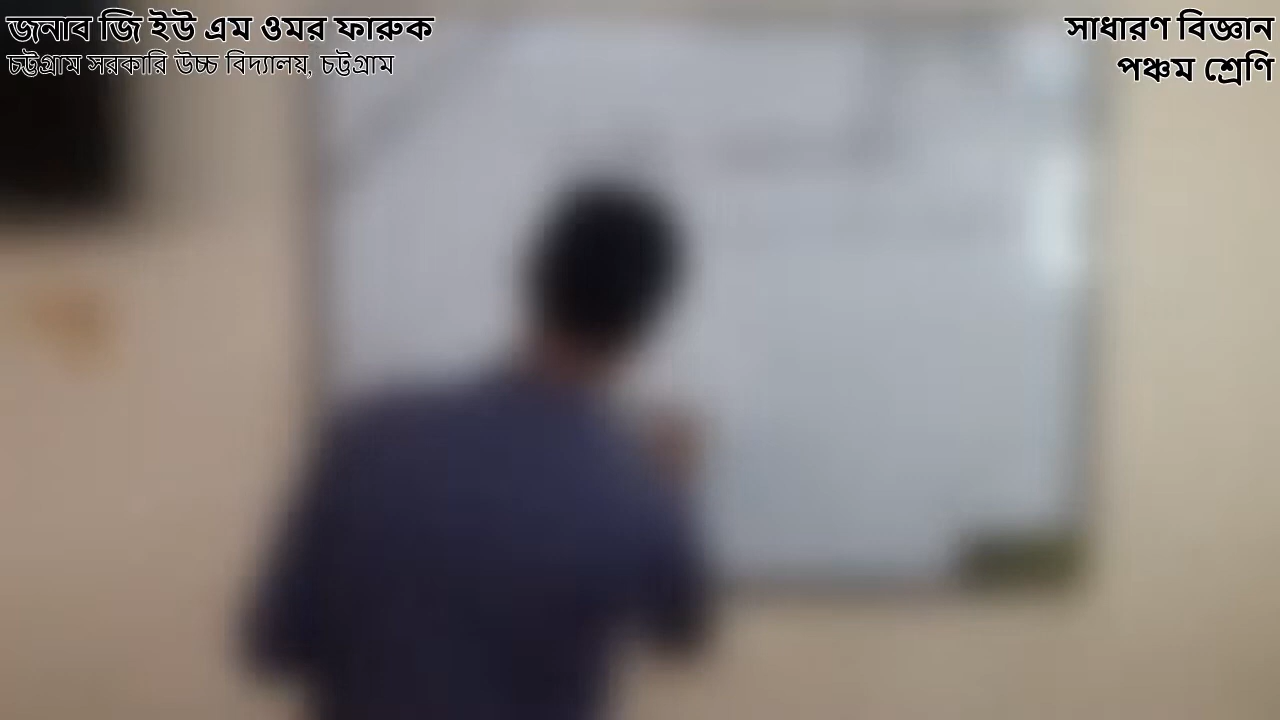 জনাব জি ইউ এম ওমর ফারুক
চট্টগ্রাম সরকারি উচ্চ বিদ্যালয়, চট্টগ্রাম
সাধারণ বিজ্ঞান
পঞ্চম শ্রেণি